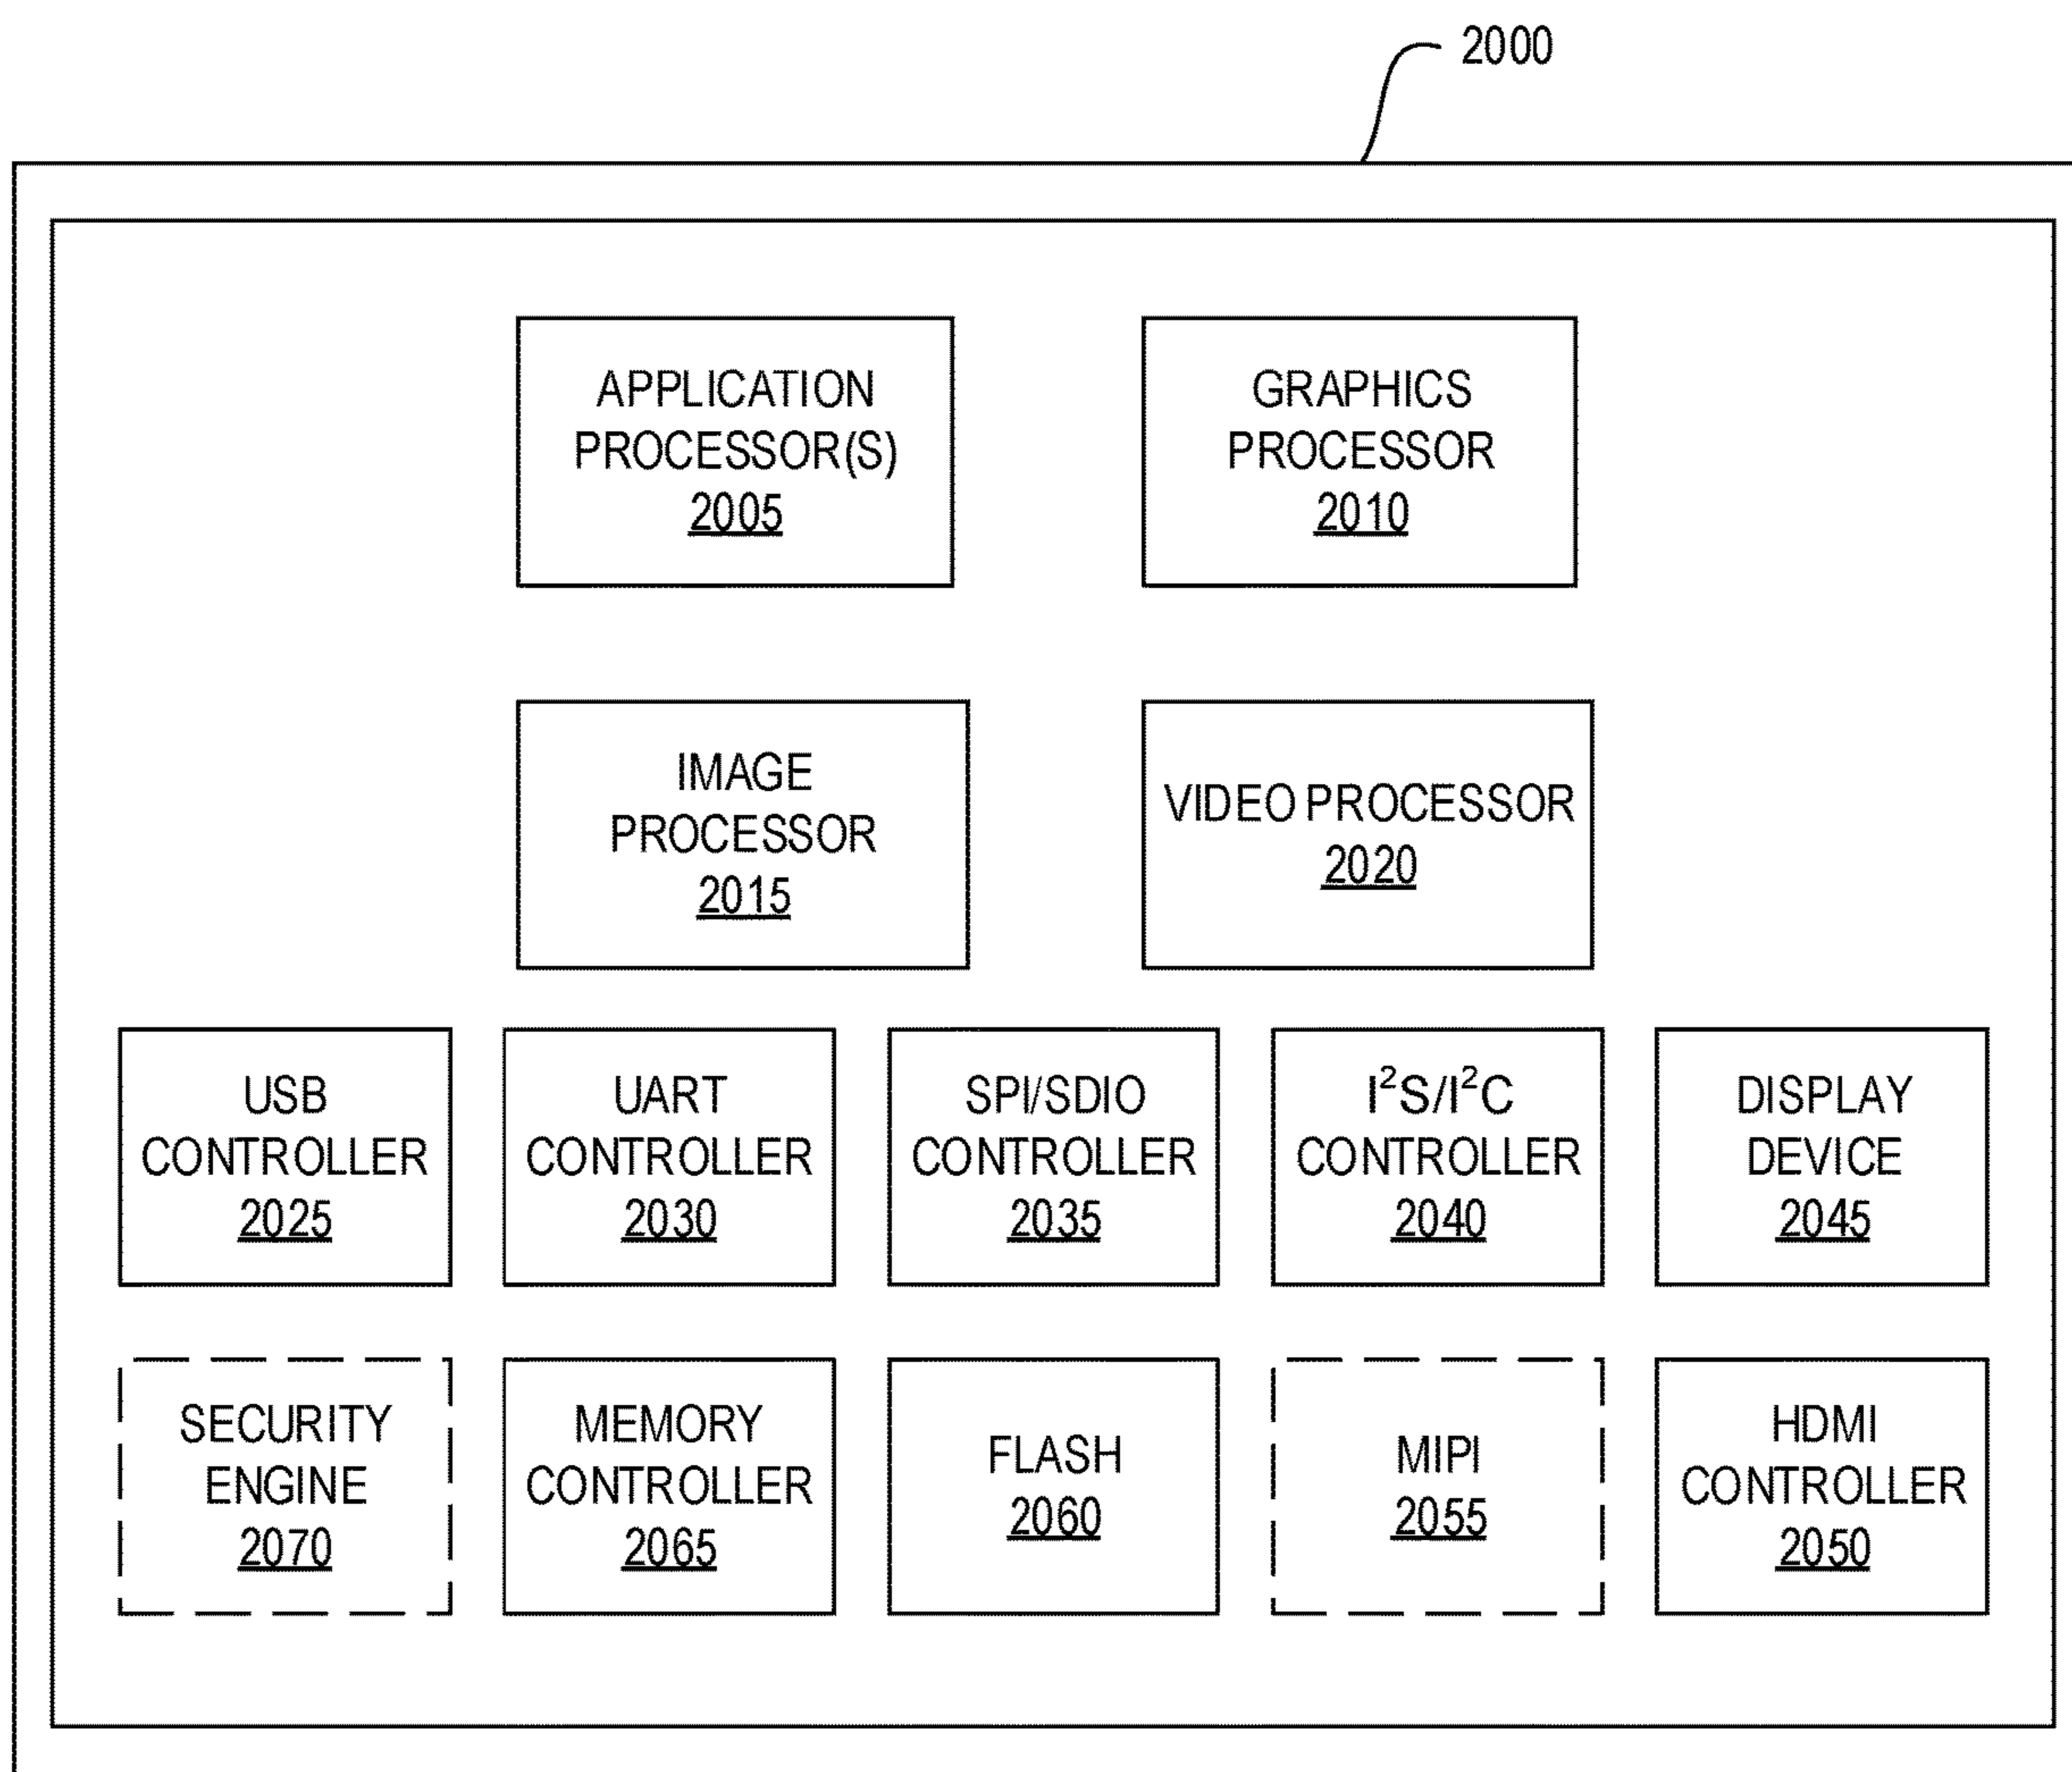 2000
APPLICATION
PROCESSOR(S)
2005
GRAPHICS
PROCESSOR
2010
IMAGE
PROCESSOR
2015
VIDEO PROCESSOR
2020
USB
CONTROLLER
2025
UART
CONTROLLER
2030
SPI/SDIO
CONTROLLER
2035
I²S/I²C
CONTROLLER
2040
DISPLAY
DEVICE
2045
SECURITY
ENGINE
2070
MEMORY
CONTROLLER
2065
FLASH
2060
MIPI
2055
HDMI
CONTROLLER
2050